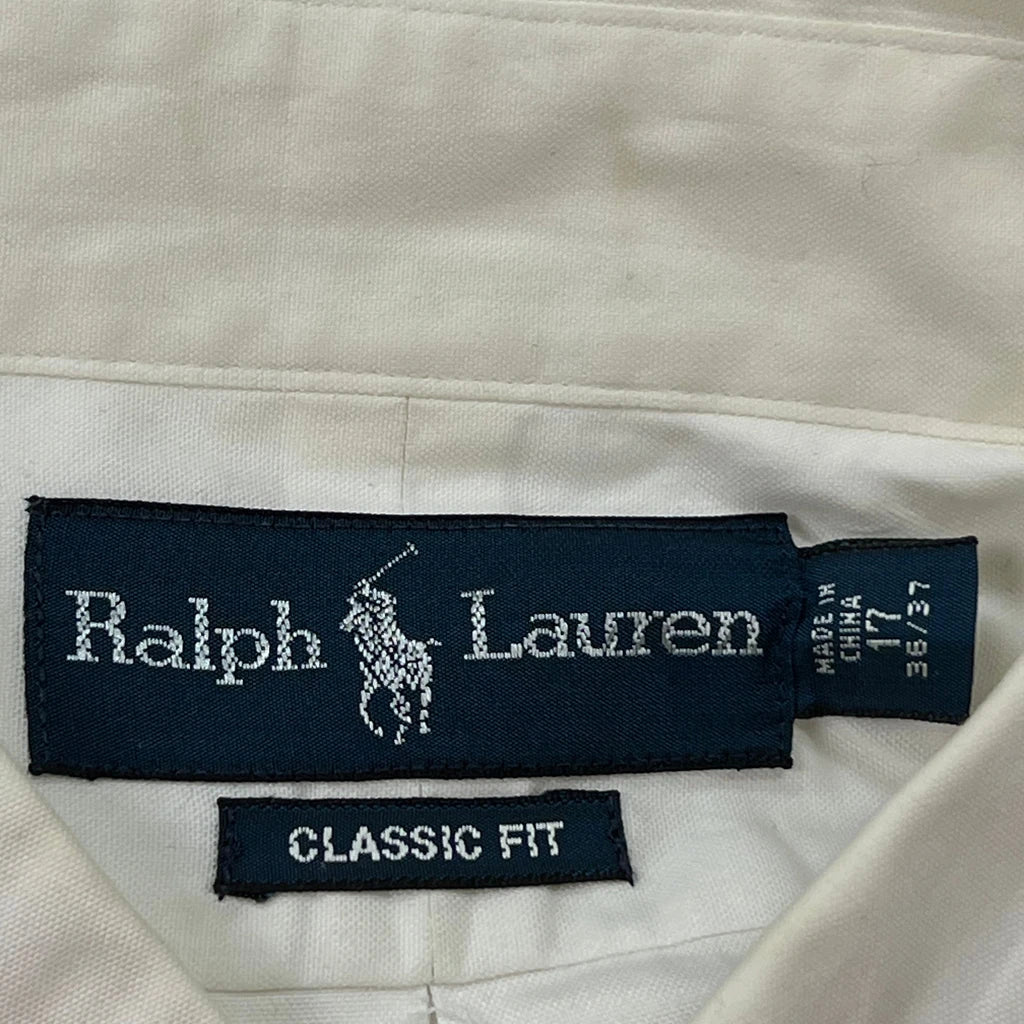 Ralph Lauren
MADE IN
CHINA
17
36/37
CLASSIC FIT